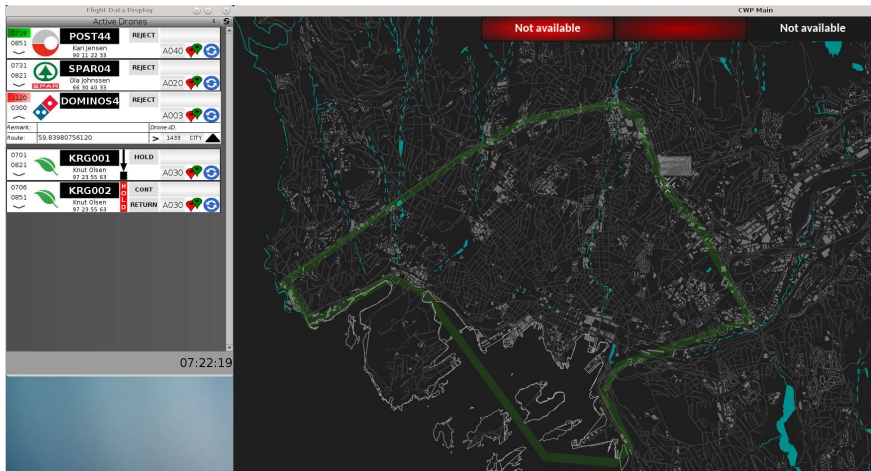 Flight Data Display
CWP Main
Active Drones
0718
0851
POST44
Kari Jensen
90 11 22 33
REJECT
A040
0731
0821
SPAR
SPAR04
Ola Johnssen
66 30 40 33
REJECT
A020
1120
0300
DOMINOS4
REJECT
A003
Remark:
Drone-ID:
Route:
59.83980756120
> 1433 CITY
0701
0821
KRG001
Knut Olsen
97 23 55 63
HOLD
A030
0706
0851
KRG002
Knut Olsen
97 23 55 63
HOLD
CONT
RETURN
A030
07:22:19
Not available
Not available